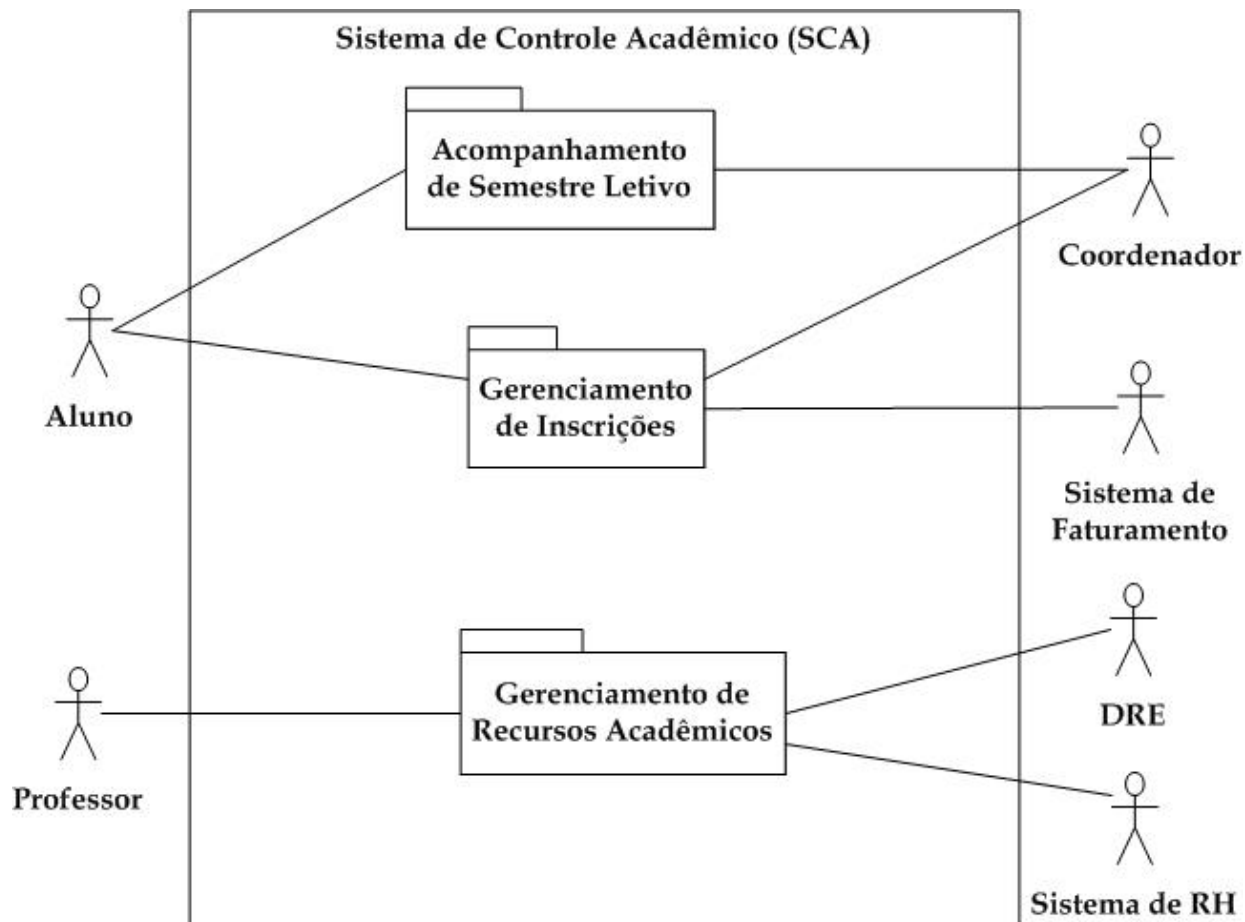 Sistema de Controle Acadêmico (SCA)
Acompanhamento
de Semestre Letivo
Coordenador
Aluno
Gerenciamento
de Inscrições
Sistema de
Faturamento
Professor
Gerenciamento de
Recursos Acadêmicos
DRE
Sistema de RH